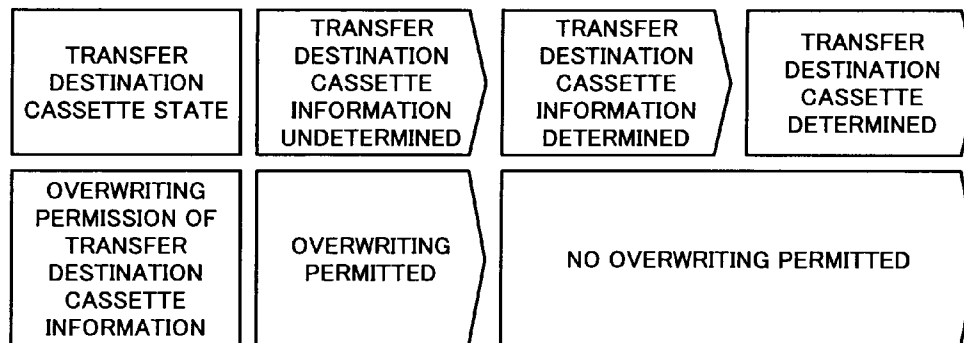 TRANSFER
DESTINATION
CASSETTE STATE
TRANSFER
DESTINATION
CASSETTE
INFORMATION
UNDETERMINED
TRANSFER
DESTINATION
CASSETTE
INFORMATION
DETERMINED
TRANSFER
DESTINATION
CASSETTE
DETERMINED
OVERWRITING
PERMISSION OF
TRANSFER
DESTINATION
CASSETTE
INFORMATION
OVERWRITING
PERMITTED
NO OVERWRITING PERMITTED